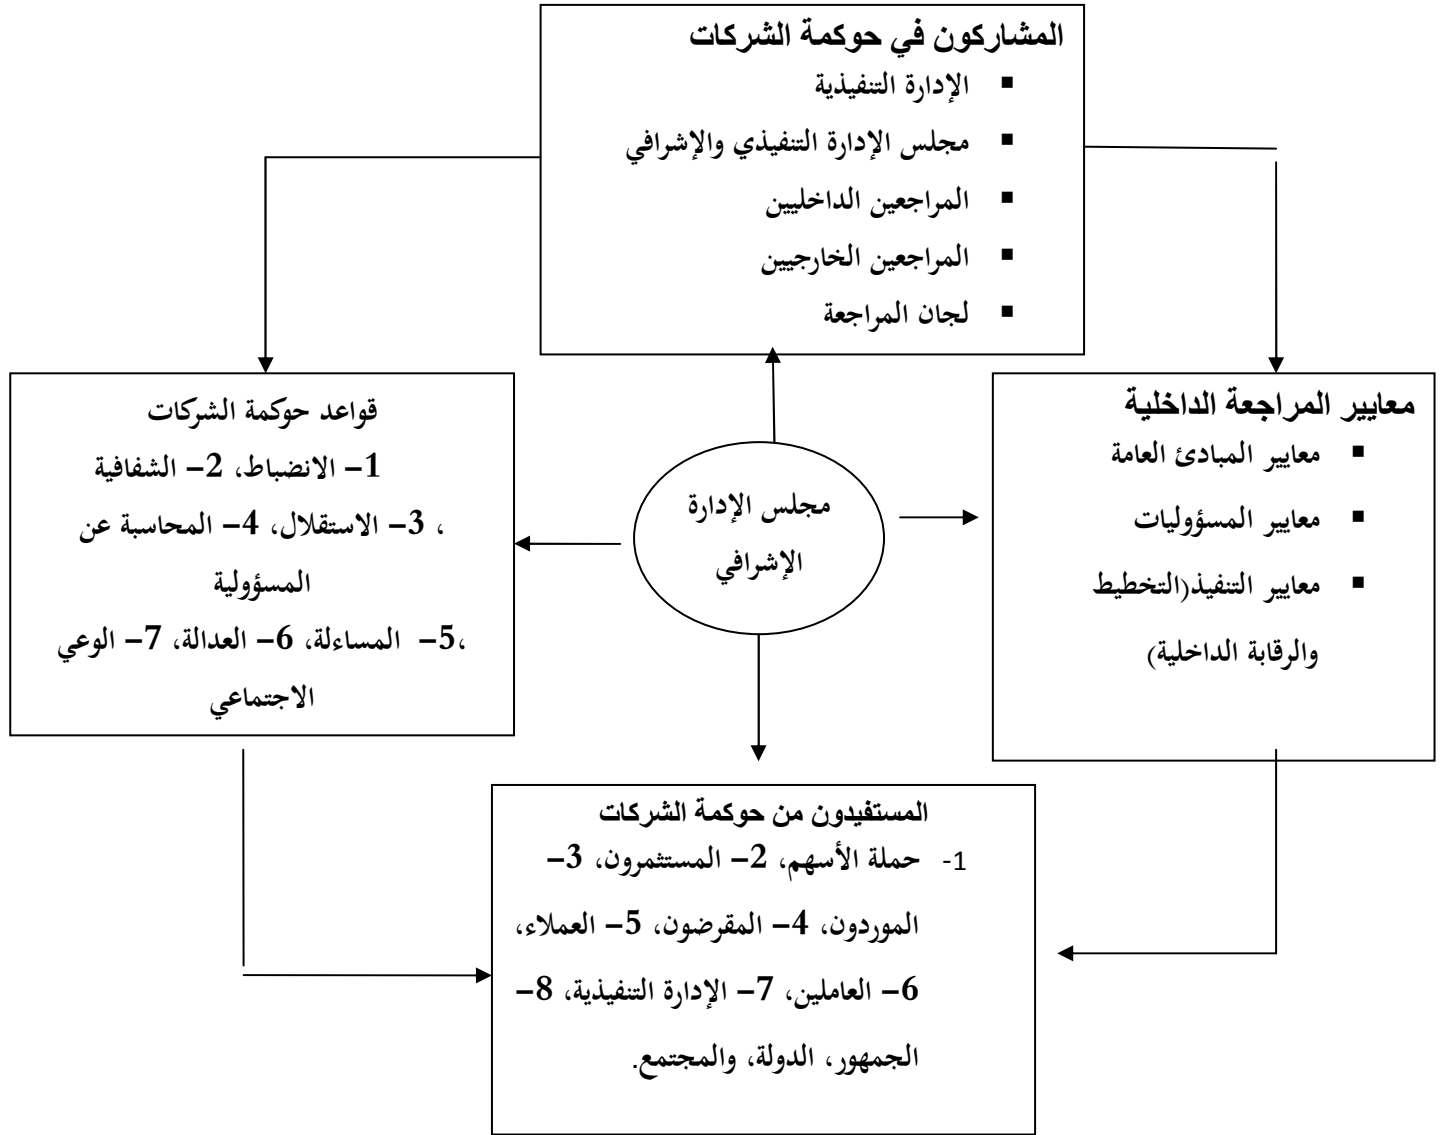 المشاركون في حوكمة الشركات
▪ الإدارة التنفيذية
▪ مجلس الإدارة التنفيذي والإشرافي
▪ المراجعين الداخليين
▪ المراجعين الخارجيين
▪ لجان المراجعة
معايير المراجعة الداخلية
▪ معايير المبادئ العامة
▪ معايير المسؤوليات
▪ معايير التنفيذ(التخطيط
والرقابة الداخلية)
مجلس الإدارة
الإشرافي
قواعد حوكمة الشركات
1– الانضباط، 2– الشفافية
، 3– الاستقلال، 4– المحاسبة عن
المسؤولية
،5– المساءلة، 6– العدالة، 7– الوعي
الاجتماعي
المستفيدون من حوكمة الشركات
1- حملة الأسهم، 2– المستثمرون، 3–
الموردون، 4– المقرضون، 5– العملاء،
6– العاملين، 7– الإدارة التنفيذية، 8–
الجمهور، الدولة، والمجتمع.